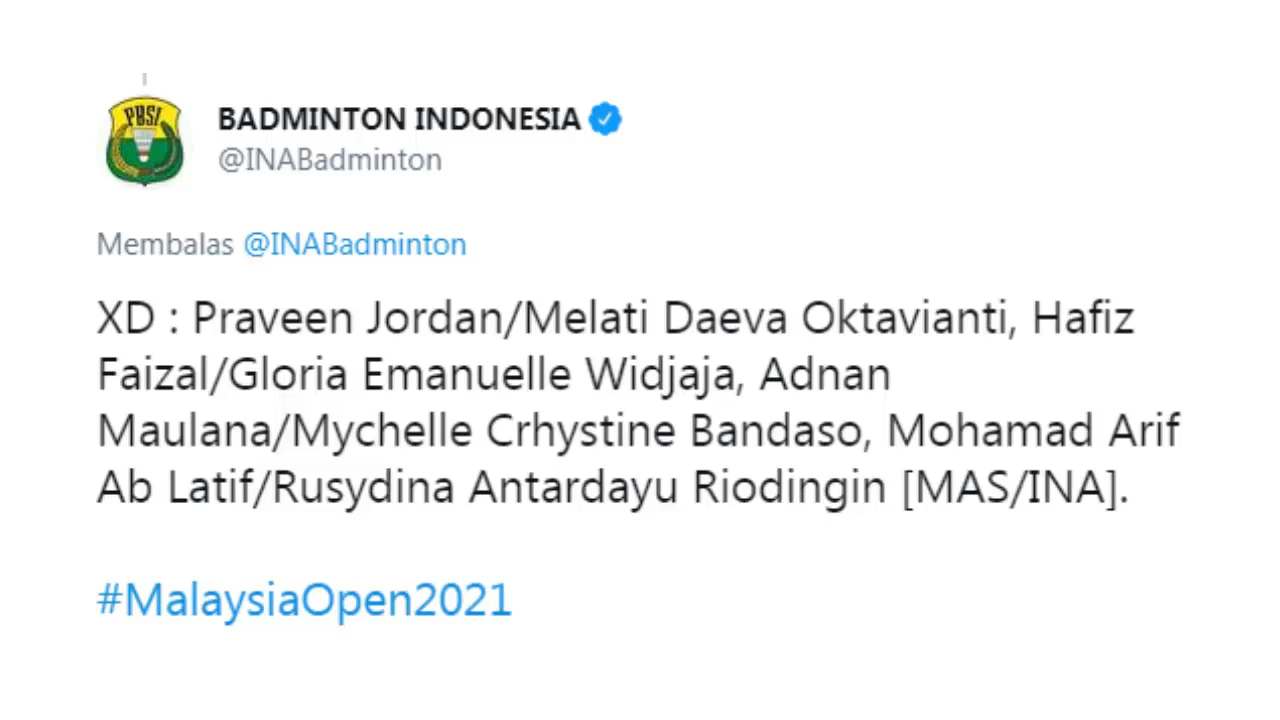 PBSI
BADMINTON INDONESIA
@INABadminton
Membalas @INABadminton
XD : Praveen Jordan/Melati Daeva Oktavianti, Hafiz
Faizal/Gloria Emanuelle Widjaja, Adnan
Maulana/Mychelle Crhystine Bandaso, Mohamad Arif
Ab Latif/Rusydina Antardayu Riodingin [MAS/INA].
#MalaysiaOpen2021